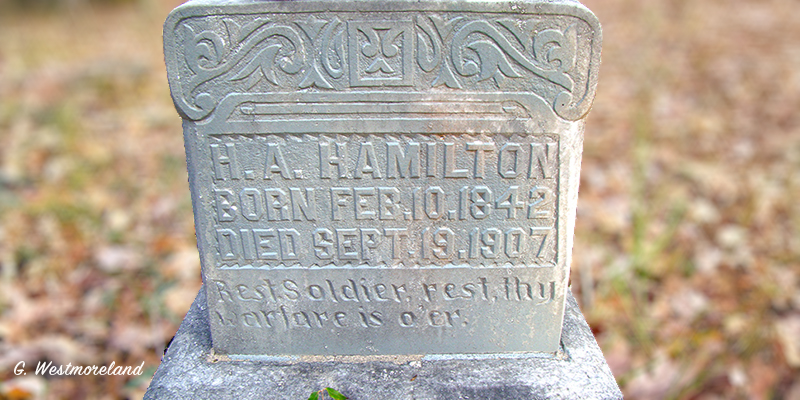 H. A. HAMILTON
BORN FEB. 10. 1842
DIED SEPT. 19. 1907
Rest, Soldier, rest, thy
warfare is o'er.
G. Westmoreland